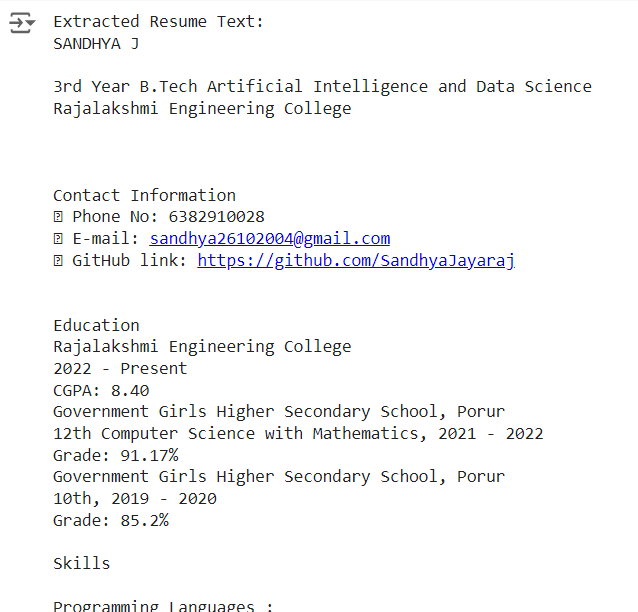 Extracted Resume Text:
SANDHYA J
3rd Year B.Tech Artificial Intelligence and Data Science
Rajalakshmi Engineering College
Contact Information
Phone No: 6382910028
E-mail: sandhya26102004@gmail.com
GitHub link: https://github.com/SandhyaJayaraj
Education
Rajalakshmi Engineering College
2022 - Present
CGPA: 8.40
Government Girls Higher Secondary School, Porur
12th Computer Science with Mathematics, 2021 - 2022
Grade: 91.17%
Government Girls Higher Secondary School, Porur
10th, 2019 - 2020
Grade: 85.2%
Skills
Programming Languages :